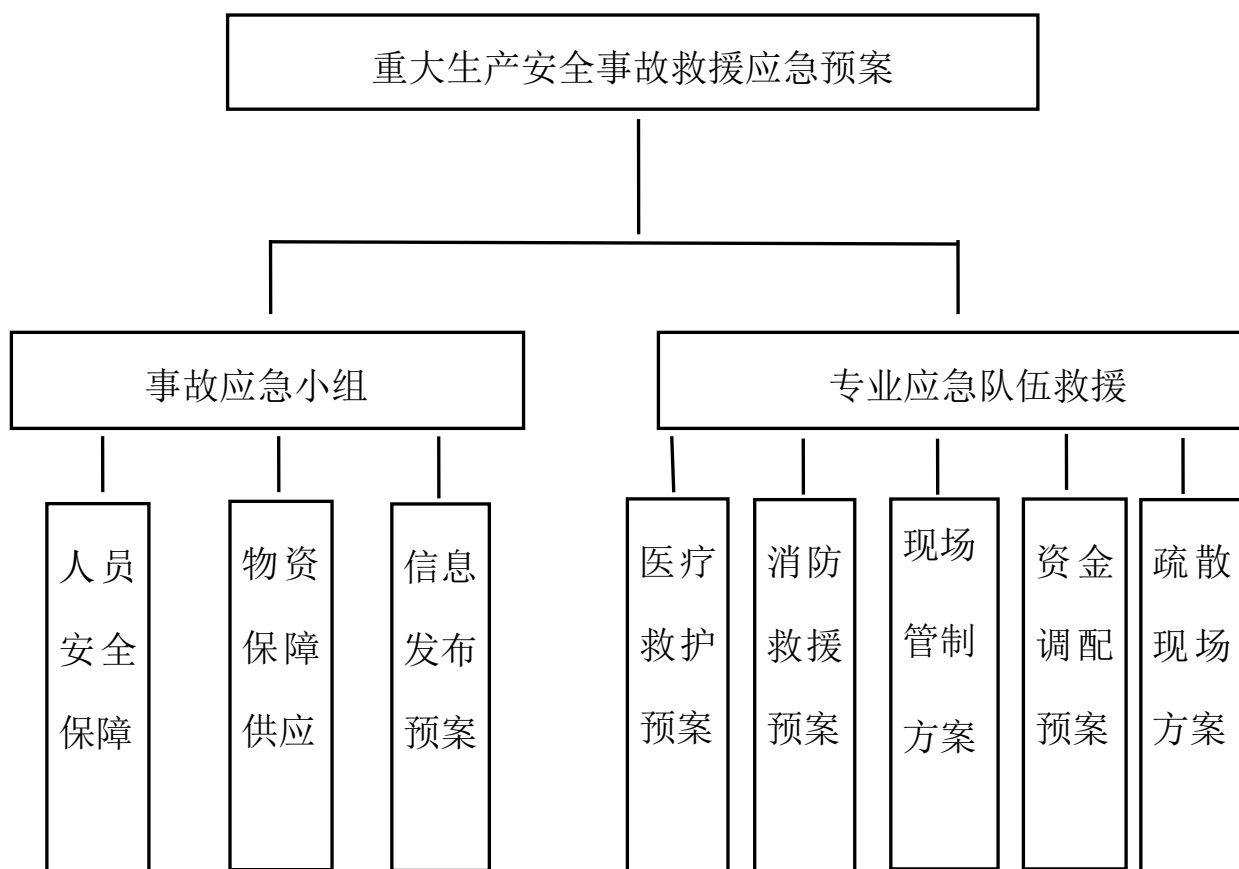 重大生产安全事故救援应急预案
事故应急小组
专业应急队伍救援
人员
安全
保障
物资
保障
供应
信息
发布
预案
医疗
救护
预案
消防
救援
预案
现场
管制
方案
资金
调配
预案
疏散
现场
方案